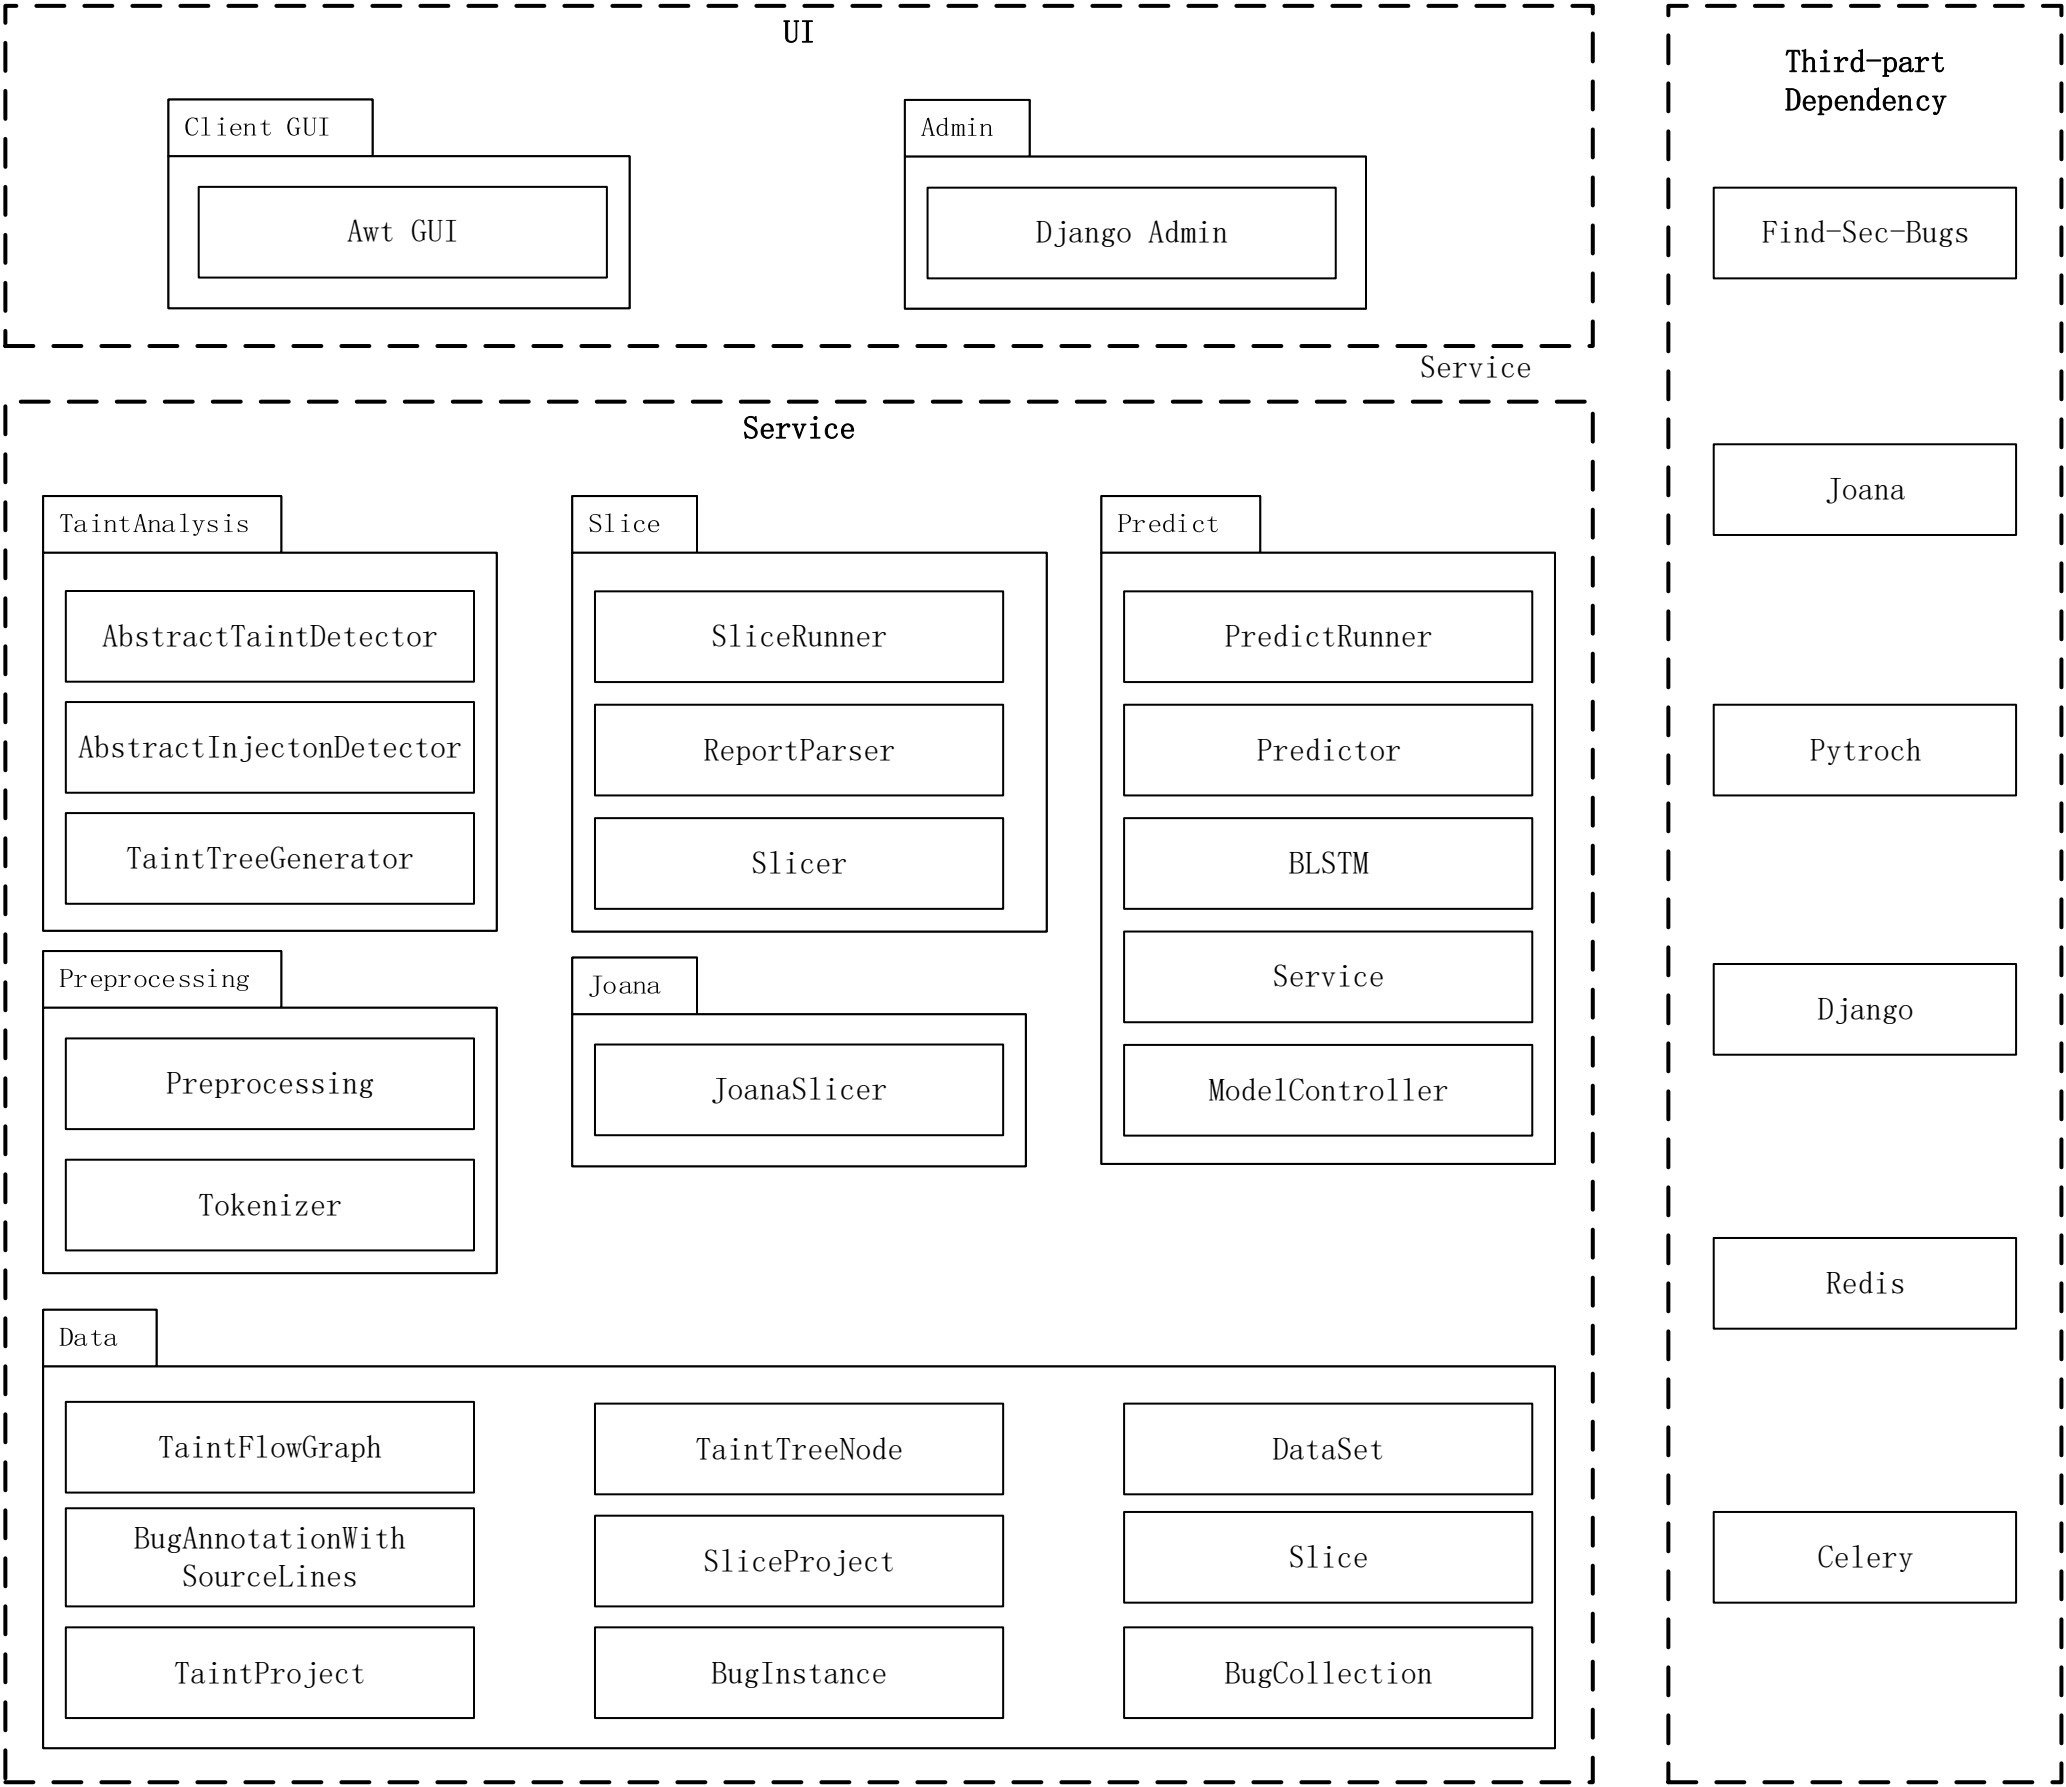 UI
Client GUI
Awt GUI
Admin
Django Admin
Service
Service
TaintAnalysis
AbstractTaintDetector
AbstractInjectonDetector
TaintTreeGenerator
Slice
SliceRunner
ReportParser
Slicer
Predict
PredictRunner
Predictor
BLSTM
Service
ModelController
Preprocessing
Preprocessing
Tokenizer
Joana
JoanaSlicer
Data
TaintFlowGraph
TaintTreeNode
DataSet
BugAnnotationWith
SourceLines
SliceProject
Slice
TaintProject
BugInstance
BugCollection
Third-part
Dependency
Find-Sec-Bugs
Joana
Pytroch
Django
Redis
Celery